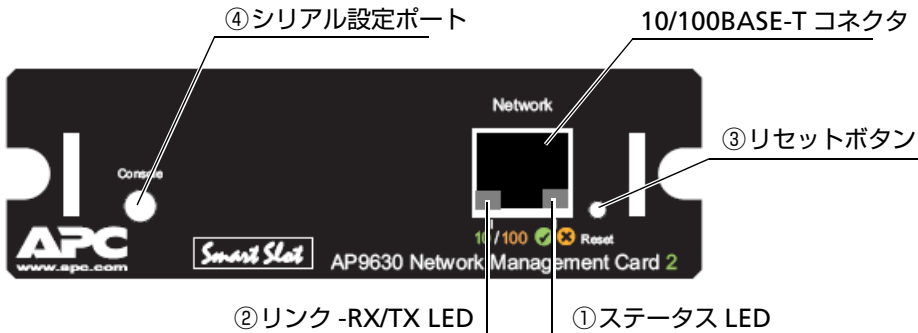 ④シリアル設定ポート
10/100BASE-T コネクタ
Network
③リセットボタン
Console
10/100
Reset
APC
www.apc.com
Smart Slot
AP9630 Network Management Card 2
②リンク -RX/TX LED
①ステータス LED